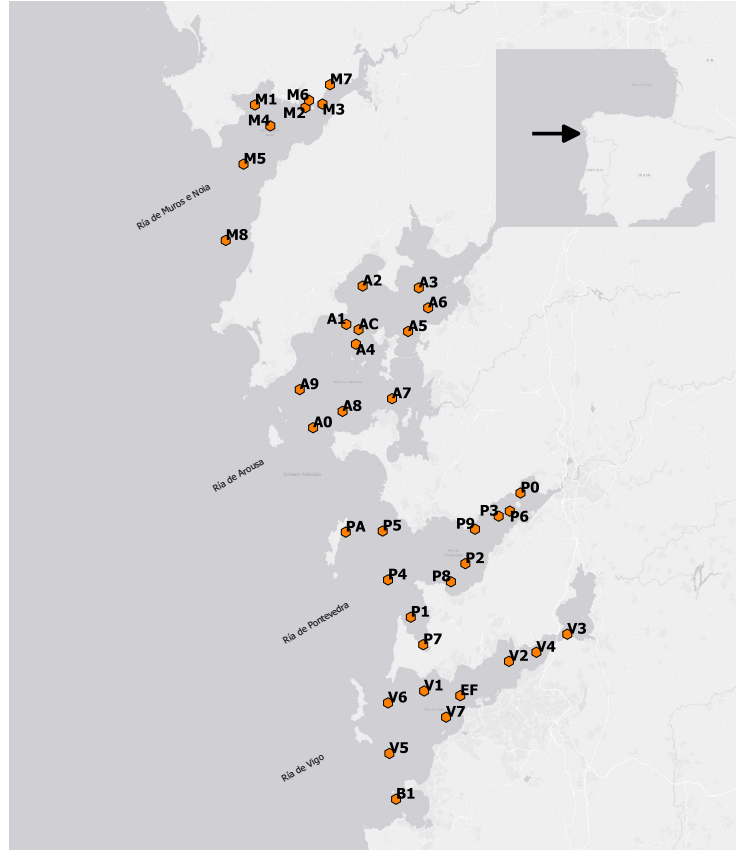 M7
M6
M1
M2
M3
M4
M5
Ría de Muros e Noia
M8
A2
A3
A6
A1
AC
A5
A4
A9
A7
A8
A0
Ría de Arousa
P0
P3
P6
P9
PA
P5
P2
P8
P4
P1
Ría de Pontevedra
V3
P7
V4
V2
V1
EF
V6
V7
V5
Ría de Vigo
B1